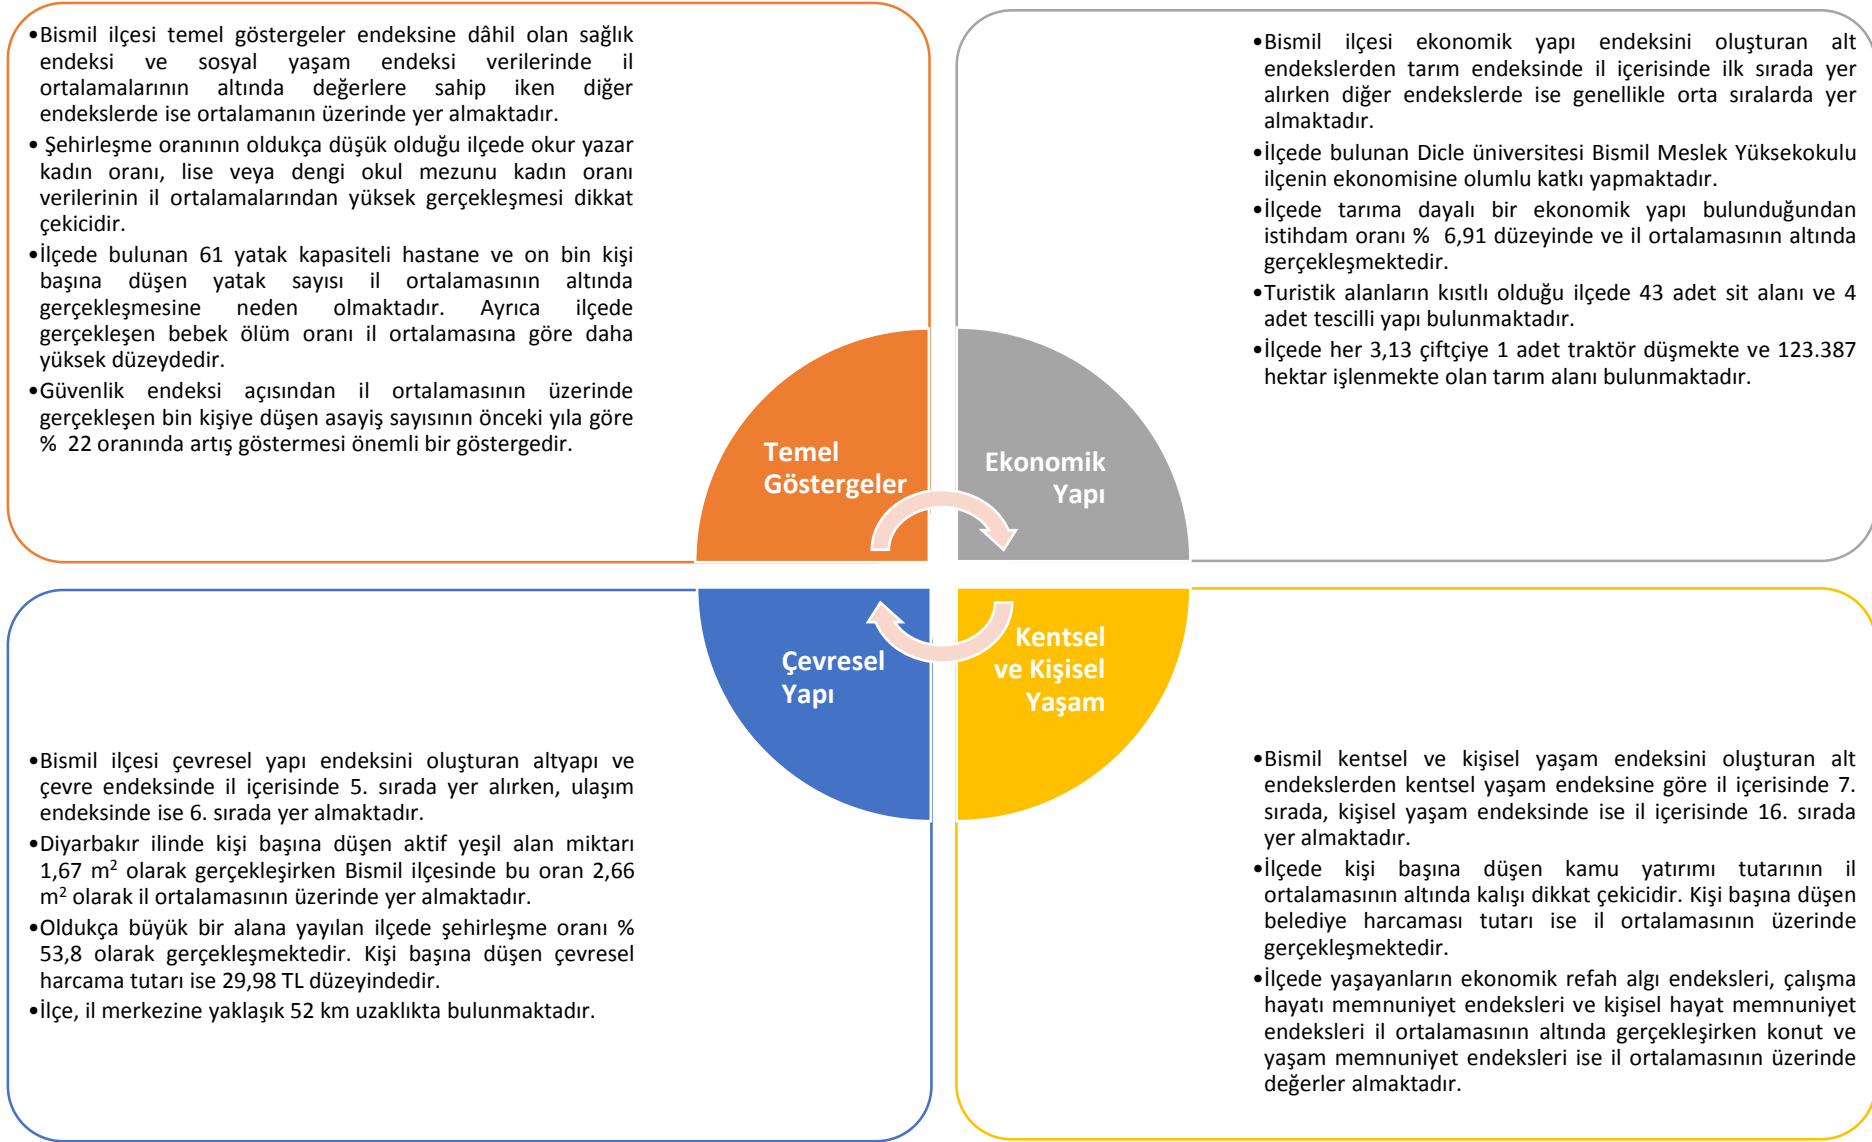 •Bismil ilçesi temel göstergeler endeksine dâhil olan sağlık
endeksi ve sosyal yaşam endeksi verilerinde il
ortalamalarının altında değerlere sahip iken diğer
endekslerde ise ortalamanın üzerinde yer almaktadır.
• Şehirleşme oranının oldukça düşük olduğu ilçede okur yazar
kadın oranı, lise veya dengi okul mezunu kadın oranı
verilerinin il ortalamalarından yüksek gerçekleşmesi dikkat
çekicidir.
•İlçede bulunan 61 yatak kapasiteli hastane ve on bin kişi
başına düşen yatak sayısı il ortalamasının altında
gerçekleşmesine neden olmaktadır. Ayrıca ilçede
gerçekleşen bebek ölüm oranı il ortalamasına göre daha
yüksek düzeydedir.
•Güvenlik endeksi açısından il ortalamasının üzerinde
gerçekleşen bin kişiye düşen asayiş sayısının önceki yıla göre
% 22 oranında artış göstermesi önemli bir göstergedir.
Temel
Göstergeler
•Bismil ilçesi ekonomik yapı endeksini oluşturan alt
endekslerden tarım endeksinde il içerisinde ilk sırada yer
alırken diğer endekslerde ise genellikle orta sıralarda yer
almaktadır.
•İlçede bulunan Dicle üniversitesi Bismil Meslek Yüksekokulu
ilçenin ekonomisine olumlu katkı yapmaktadır.
•İlçede tarıma dayalı bir ekonomik yapı bulunduğundan
istihdam oranı % 6,91 düzeyinde ve il ortalamasının altında
gerçekleşmektedir.
•Turistik alanların kısıtlı olduğu ilçede 43 adet sit alanı ve 4
adet tescilli yapı bulunmaktadır.
•İlçede her 3,13 çiftçiye 1 adet traktör düşmekte ve 123.387
hektar işlenmekte olan tarım alanı bulunmaktadır.
Ekonomik
Yapı
Çevresel
Yapı
•Bismil ilçesi çevresel yapı endeksini oluşturan altyapı ve
çevre endeksinde il içerisinde 5. sırada yer alırken, ulaşım
endeksinde ise 6. sırada yer almaktadır.
•Diyarbakır ilinde kişi başına düşen aktif yeşil alan miktarı
1,67 m² olarak gerçekleşirken Bismil ilçesinde bu oran 2,66
m² olarak il ortalamasının üzerinde yer almaktadır.
•Oldukça büyük bir alana yayılan ilçede şehirleşme oranı %
53,8 olarak gerçekleşmektedir. Kişi başına düşen çevresel
harcama tutarı ise 29,98 TL düzeyindedir.
•İlçe, il merkezine yaklaşık 52 km uzaklıkta bulunmaktadır.
Kentsel
ve Kişisel
Yaşam
•Bismil kentsel ve kişisel yaşam endeksini oluşturan alt
endekslerden kentsel yaşam endeksine göre il içerisinde 7.
sırada, kişisel yaşam endeksinde ise il içerisinde 16. sırada
yer almaktadır.
•İlçede kişi başına düşen kamu yatırımı tutarının il
ortalamasının altında kalışı dikkat çekicidir. Kişi başına düşen
belediye harcaması tutarı ise il ortalamasının üzerinde
gerçekleşmektedir.
•İlçede yaşayanların ekonomik refah algı endeksleri, çalışma
hayatı memnuniyet endeksleri ve kişisel hayat memnuniyet
endeksleri il ortalamasının altında gerçekleşirken konut ve
yaşam memnuniyet endeksleri ise il ortalamasının üzerinde
değerler almaktadır.